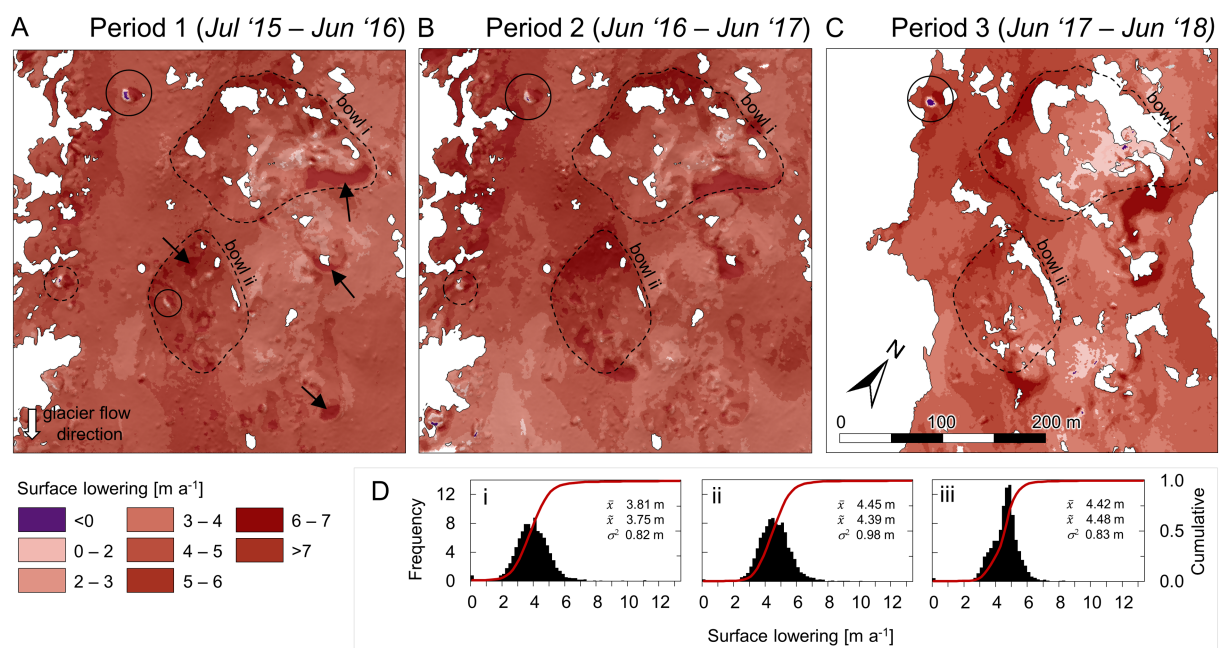 A Period 1 (Jul ‘15 – Jun ‘16)
B Period 2 (Jun ‘16 – Jun ‘17)
C Period 3 (Jun ‘17 – Jun ‘18)
bowl i
bowl ii
glacier flow
direction
bowl i
bowl ii
bowl i
bowl ii
N
0 100 200 m
Surface lowering [m a⁻¹]
<0 3 – 4 6 – 7
0 – 2 4 – 5 >7
2 – 3 5 – 6
D
Frequency
12
8
4
0
i
x̄ 3.81 m
x̃ 3.75 m
σ² 0.82 m
0 2 4 6 8 10 12
ii
x̄ 4.45 m
x̃ 4.39 m
σ² 0.98 m
0 2 4 6 8 10 12
iii
x̄ 4.42 m
x̃ 4.48 m
σ² 0.83 m
0 2 4 6 8 10 12
1.0
0.5
0.0
Cumulative
Surface lowering [m a⁻¹]